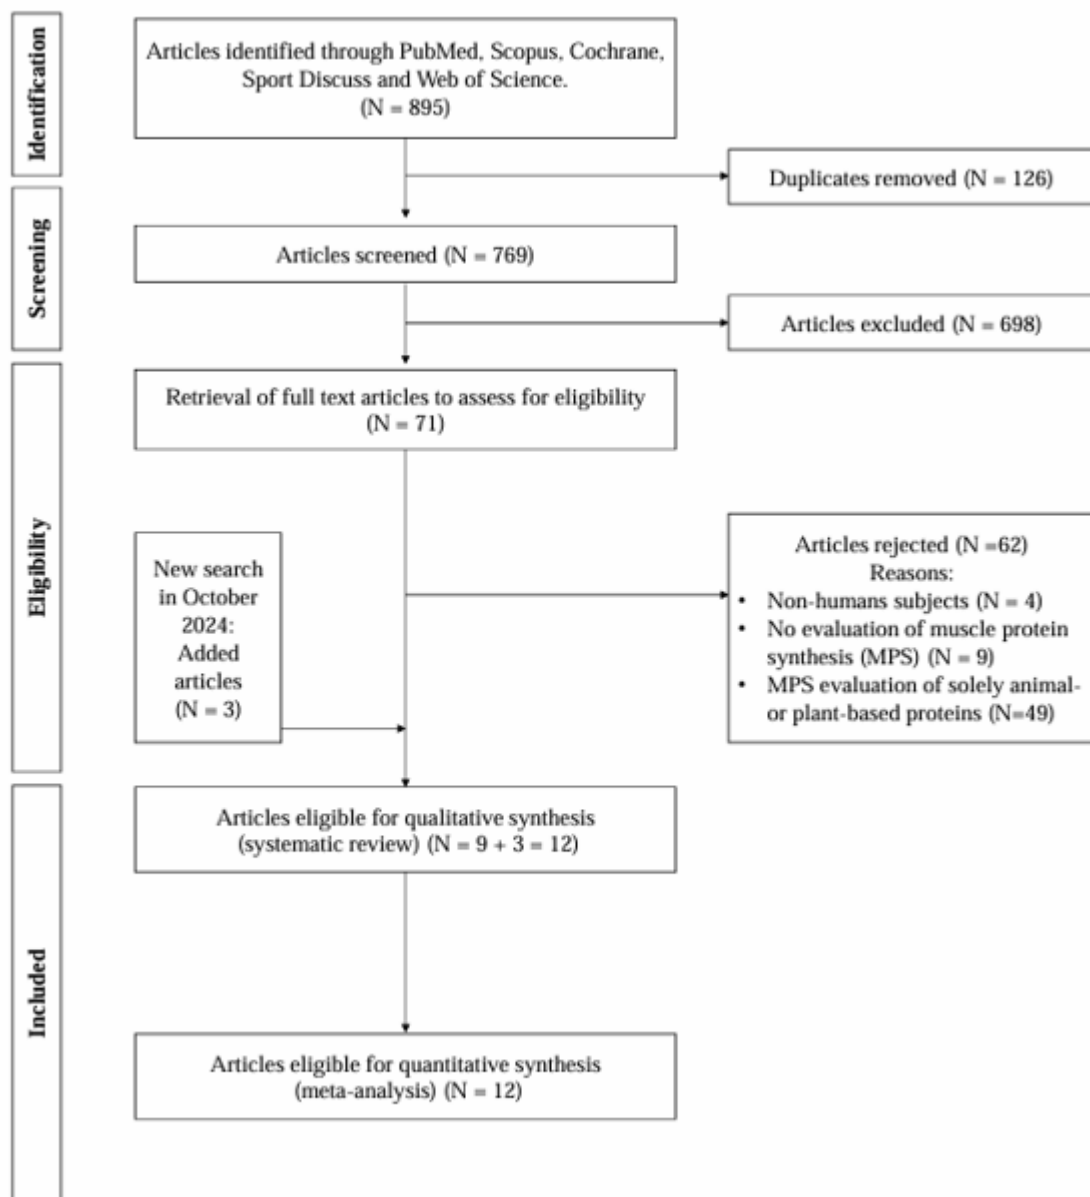 Identification
Articles identified through PubMed, Scopus, Cochrane,
Sport Discuss and Web of Science.
(N = 895)
Duplicates removed (N = 126)
Screening
Articles screened (N = 769)
Articles excluded (N = 698)
Eligibility
Retrieval of full text articles to assess for eligibility
(N = 71)
New search
in October
2024:
Added
articles
(N = 3)
Articles rejected (N =62)
Reasons:
• Non-humans subjects (N = 4)
• No evaluation of muscle protein
synthesis (MPS) (N = 9)
• MPS evaluation of solely animal-
or plant-based proteins (N=49)
Included
Articles eligible for qualitative synthesis
(systematic review) (N = 9 + 3 = 12)
Articles eligible for quantitative synthesis
(meta-analysis) (N = 12)